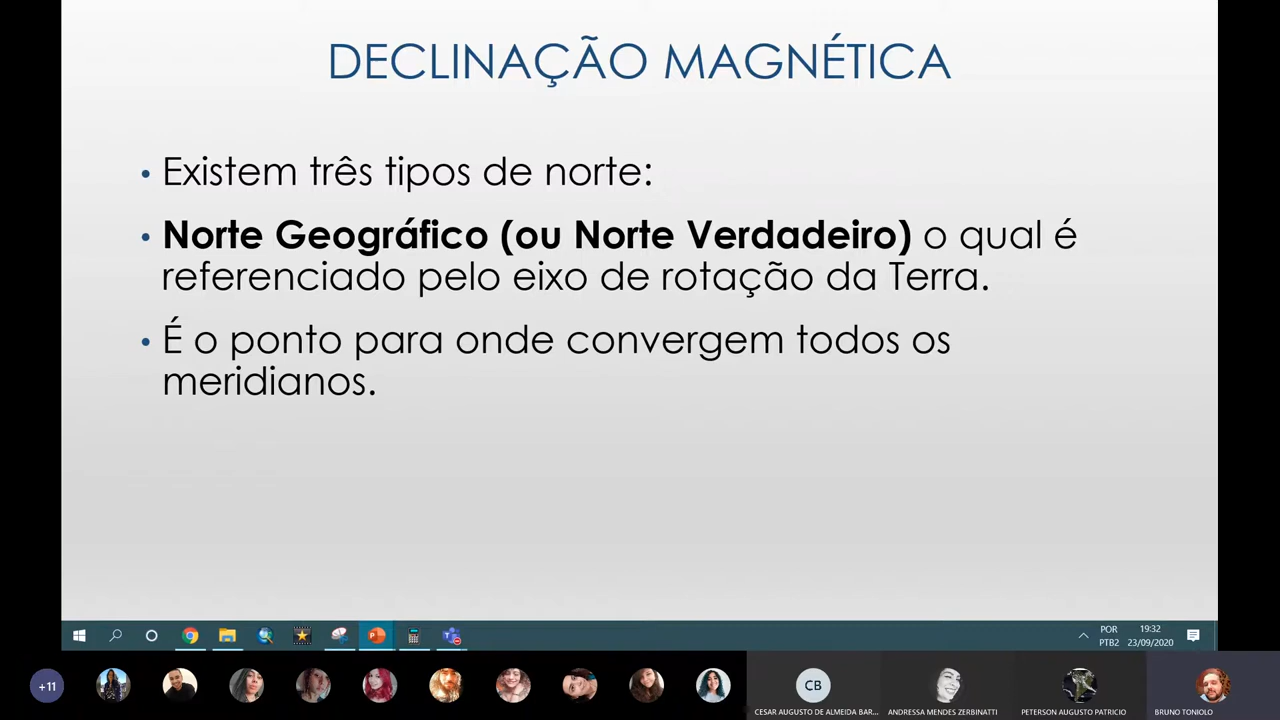 DECLINAÇÃO MAGNÉTICA
• Existem três tipos de norte:
• Norte Geográfico (ou Norte Verdadeiro) o qual é
referenciado pelo eixo de rotação da Terra.
• É o ponto para onde convergem todos os
meridianos.
POR
PTB2
19:32
23/09/2020
+11
CB
CESAR AUGUSTO DE ALMEIDA BAR...
ANDRESSA MENDES ZERBINATTI
PETERSON AUGUSTO PATRICIO
BRUNO TONIOLO